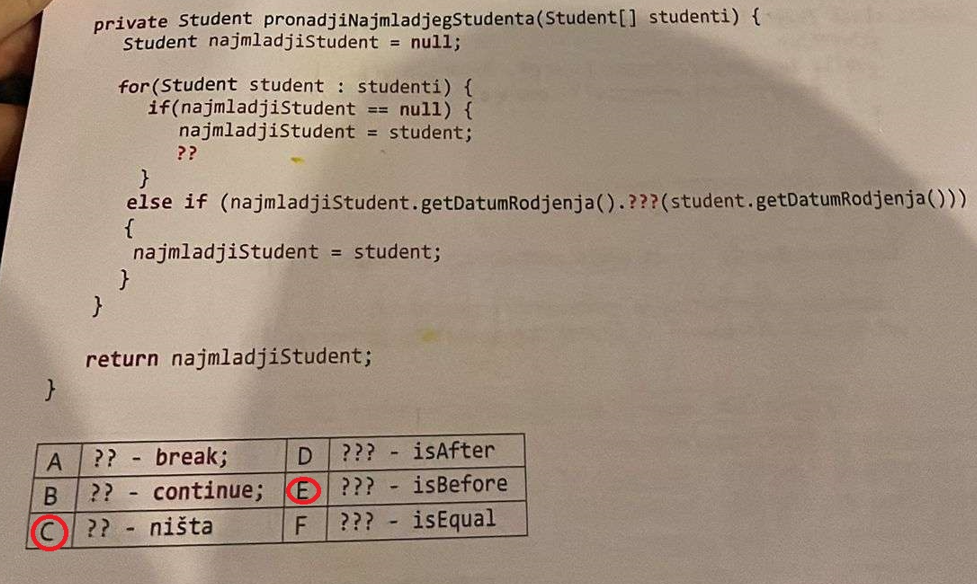 private Student pronadjiNajmladjegStudenta(Student[] studenti) {
Student najmladjiStudent = null;
for(Student student : studenti) {
if(najmladjiStudent == null) {
najmladjiStudent = student;
??
}
else if (najmladjiStudent.getDatumRodjenja().???(student.getDatumRodjenja()))
{
najmladjiStudent = student;
}
}
return najmladjiStudent;
}
A ?? - break; D ??? - isAfter
B ?? - continue; E ??? - isBefore
C ?? - ništa F ??? - isEqual